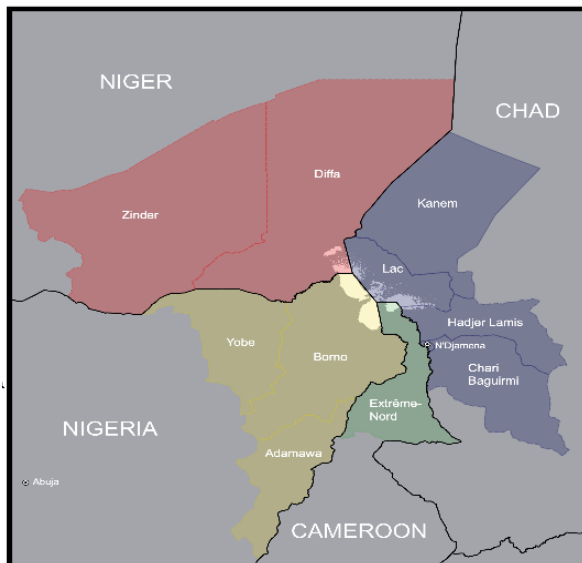 NIGER
CHAD
Diffa
Kanem
Zinder
Lac
Hadjer Lamis
Yobe
Borno
N'Djamena
Chari
Baguirmi
Extrême-
Nord
NIGERIA
Adamawa
Abuja
CAMEROON